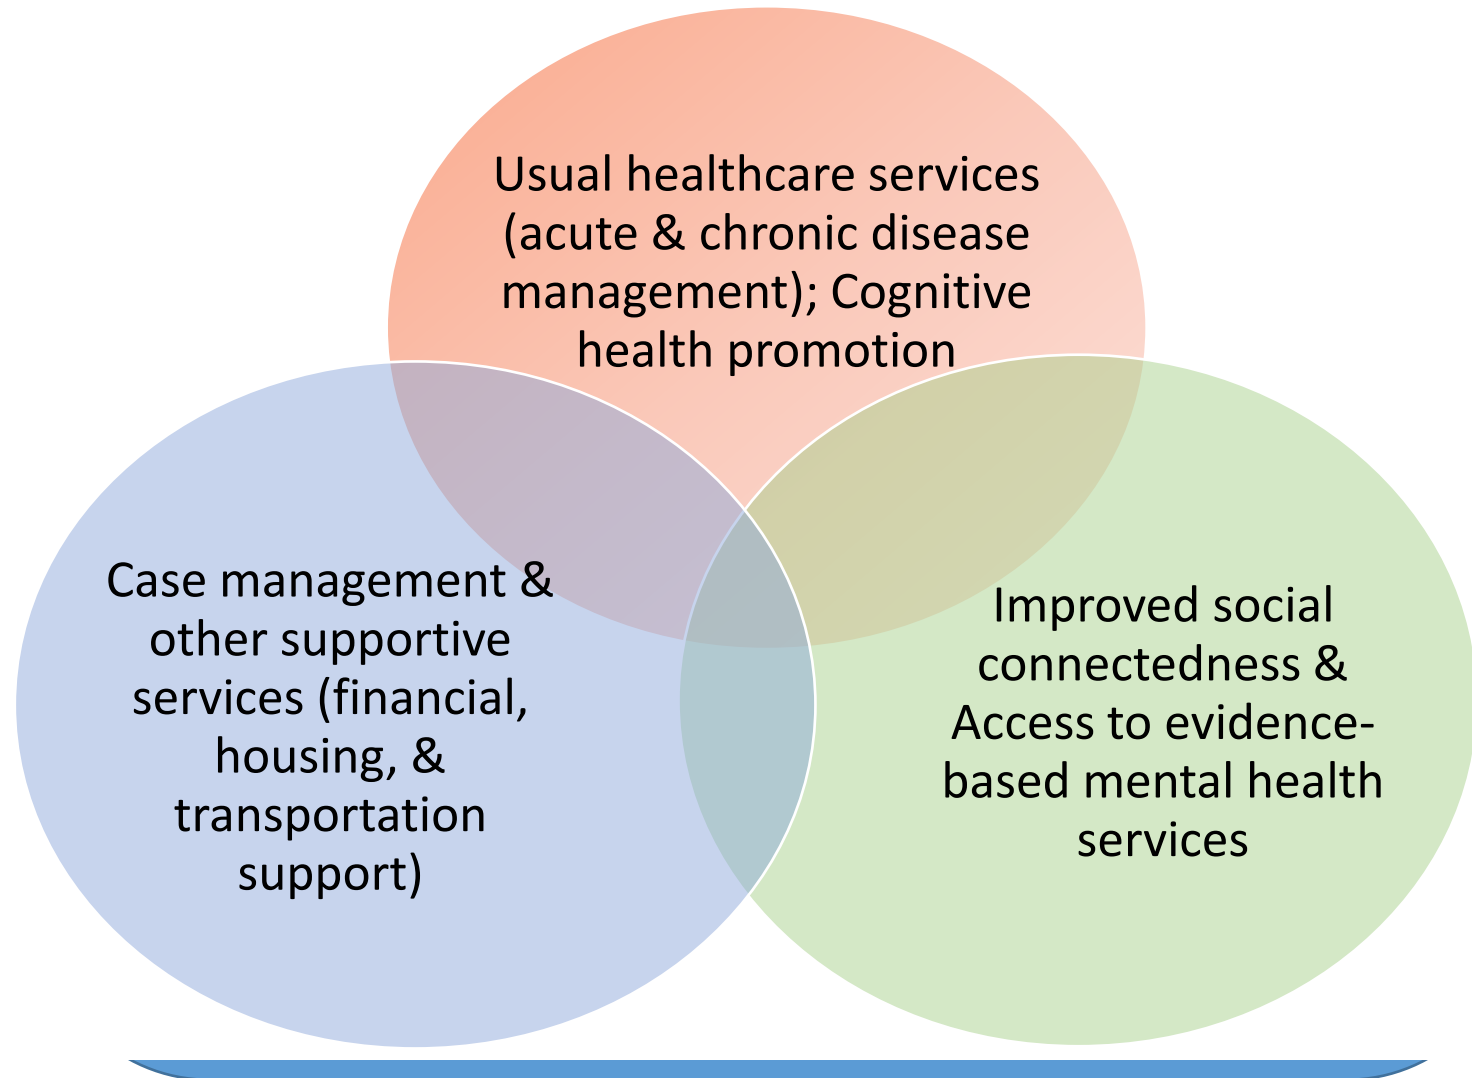 Usual healthcare services
(acute & chronic disease
management); Cognitive
health promotion
Case management &
other supportive
services (financial,
housing, &
transportation
support)
Improved social
connectedness &
Access to evidence-
based mental health
services